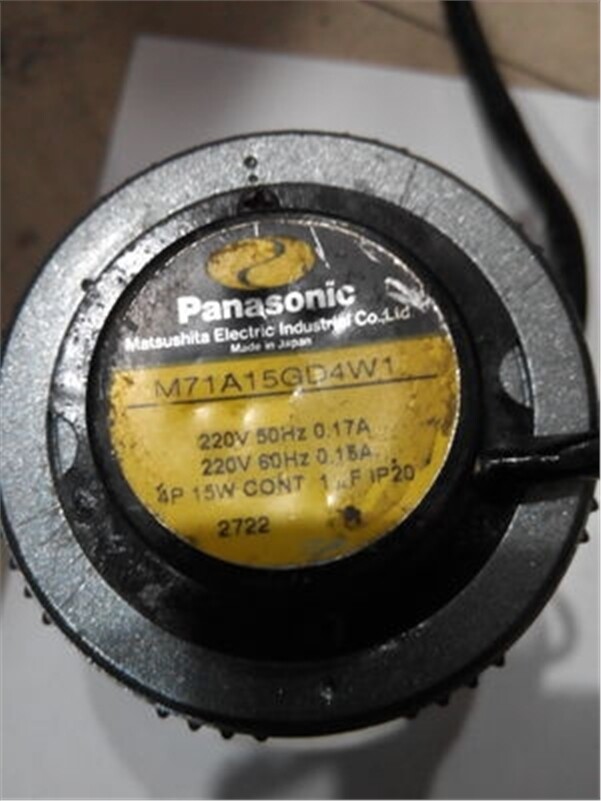 Panasonic
Matsushita Electric Industrial Co.,Ltd
Made in Japan
M71A15GD4W1
220V 50Hz 0.17A
220V 60Hz 0.15A
4P 15W CONT 1 µF IP20
2722